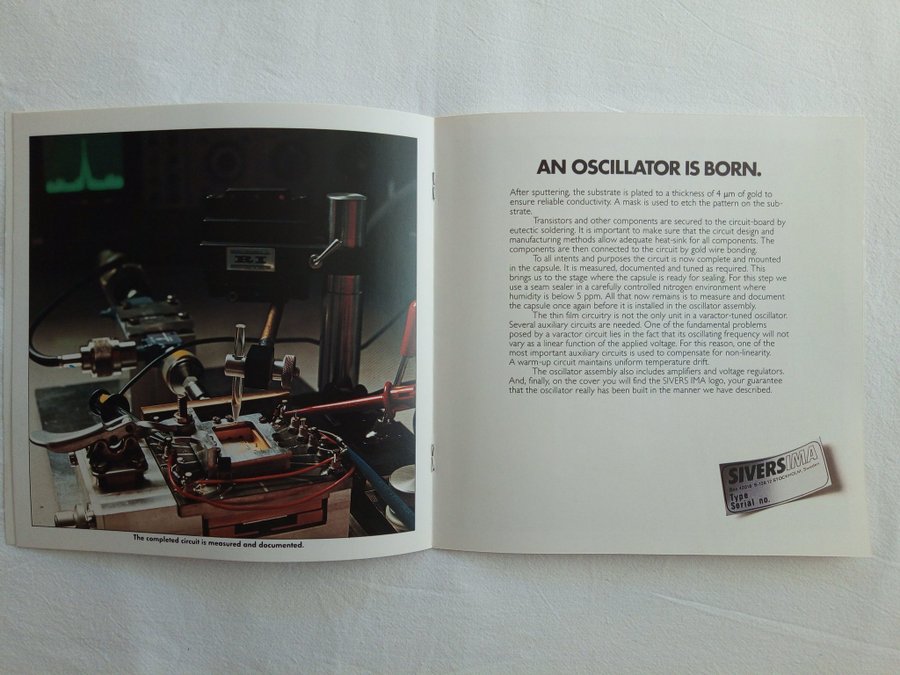 The completed circuit is measured and documented.
AN OSCILLATOR IS BORN.
After sputtering, the substrate is plated to a thickness of 4 µm of gold to
ensure reliable conductivity. A mask is used to etch the pattern on the sub-
strate.
Transistors and other components are secured to the circuit-board by
eutectic soldering. It is important to make sure that the circuit design and
manufacturing methods allow adequate heat-sink for all components. The
components are then connected to the circuit by gold wire bonding.
To all intents and purposes the circuit is now complete and mounted
in the capsule. It is measured, documented and tuned as required. This
brings us to the stage where the capsule is ready for sealing. For this step we
use a seam sealer in a carefully controlled nitrogen environment where
humidity is below 5 ppm. All that now remains is to measure and document
the capsule once again before it is installed in the oscillator assembly.
The thin film circuitry is not the only unit in a varactor-tuned oscillator.
Several auxiliary circuits are needed. One of the fundamental problems
posed by a varactor circuit lies in the fact that its oscillating frequency will not
vary as a linear function of the applied voltage. For this reason, one of the
most important auxiliary circuits is used to compensate for non-linearity.
A warm-up circuit maintains uniform temperature drift.
The oscillator assembly also includes amplifiers and voltage regulators.
And, finally, on the cover you will find the SIVERS IMA logo, your guarantee
that the oscillator really has been built in the manner we have described.
SIVERS IMA
STOCKHOLM, Sweden
Type
Serial no.